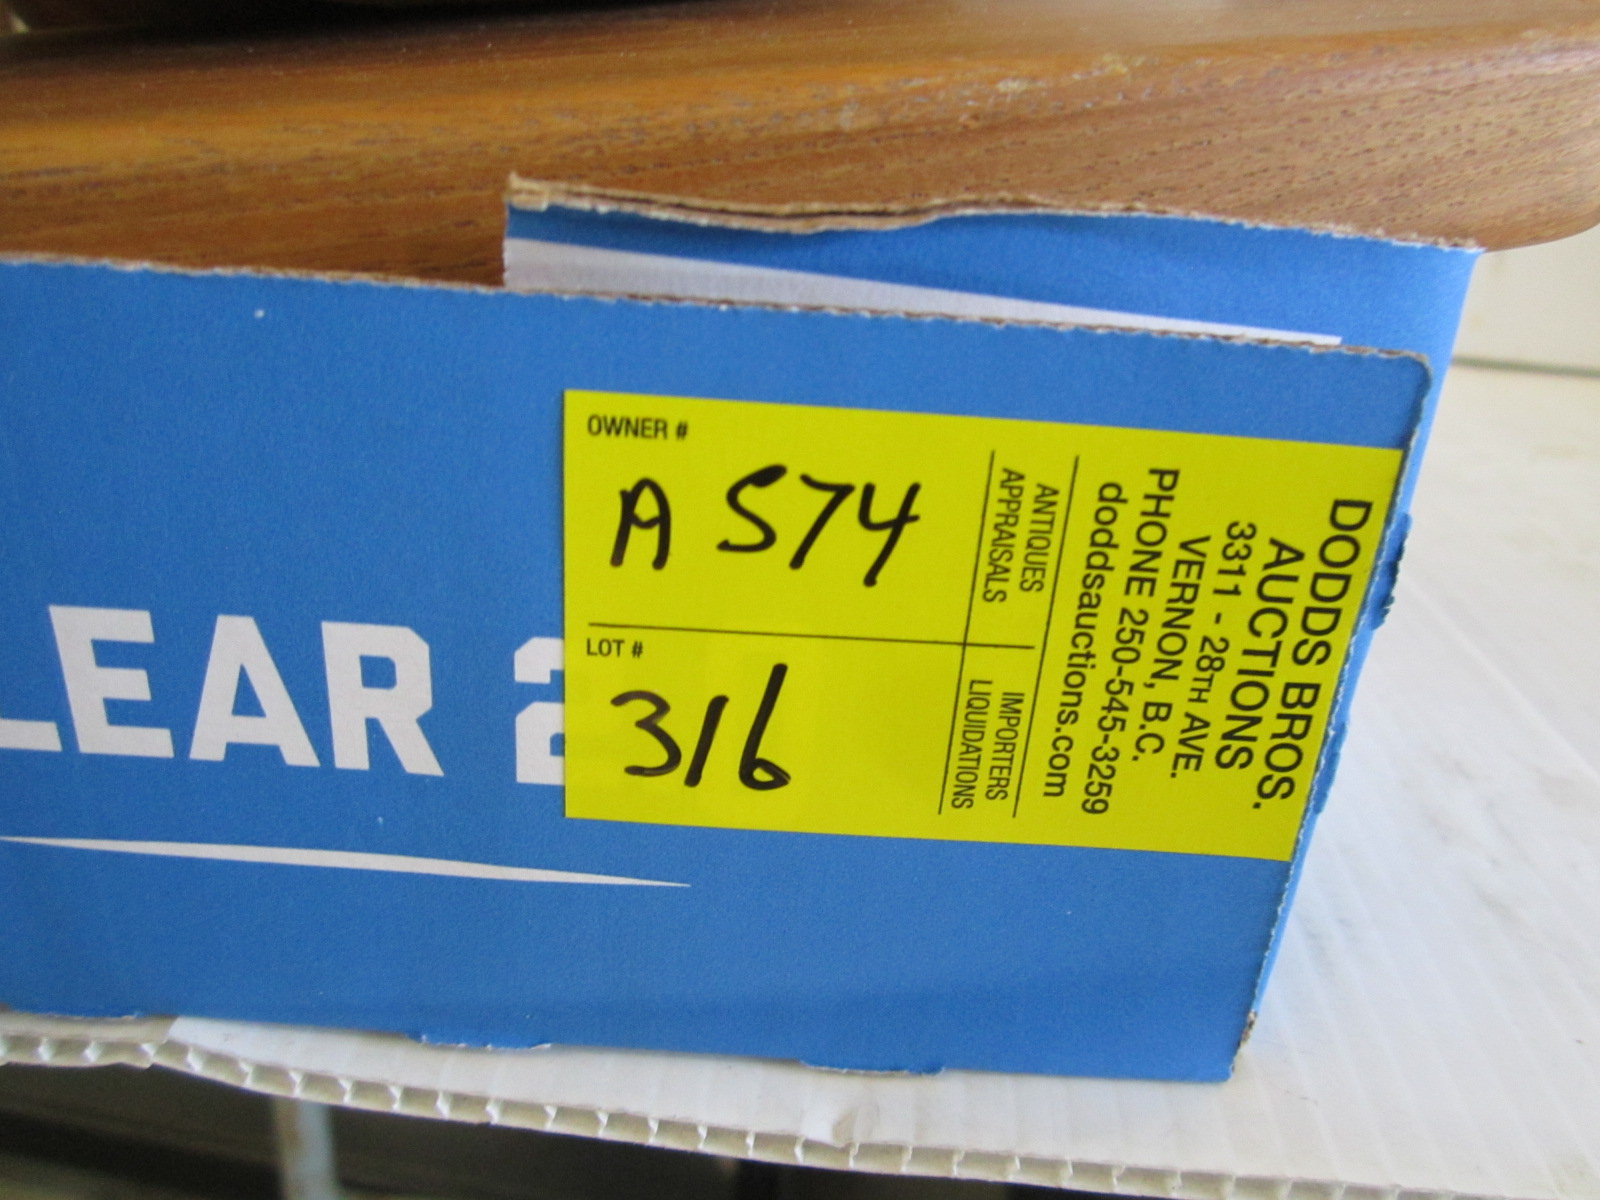 OWNER #
A 574
LOT #
316
ANTIQUES
APPRAISALS
IMPORTERS
LIQUIDATIONS
DODDS BROS.
AUCTIONS
3311 - 28TH AVE.
VERNON, B.C.
PHONE 250-545-3259
doddsauctions.com
LEAR 2